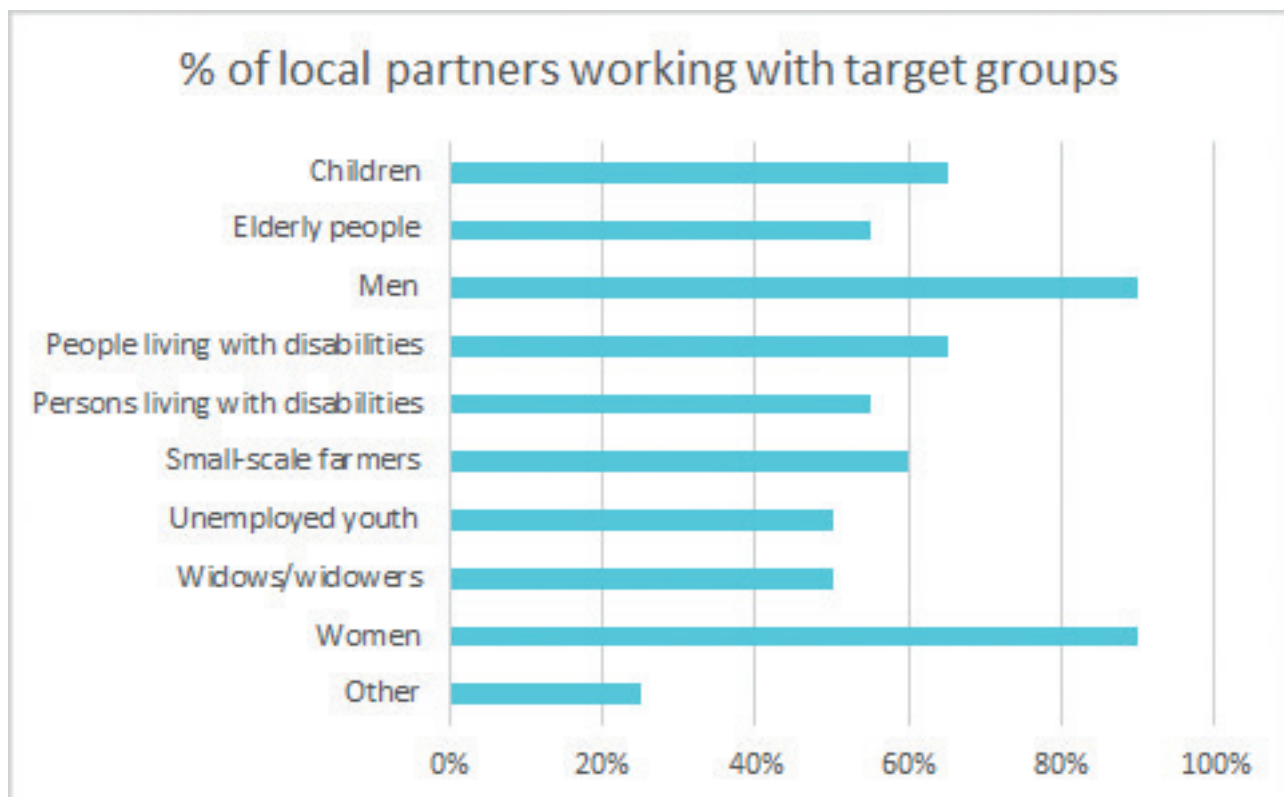 % of local partners working with target groups
Children
Elderly people
Men
People living with disabilities
Persons living with disabilities
Small-scale farmers
Unemployed youth
Widows/widowers
Women
Other
0% 20% 40% 60% 80% 100%